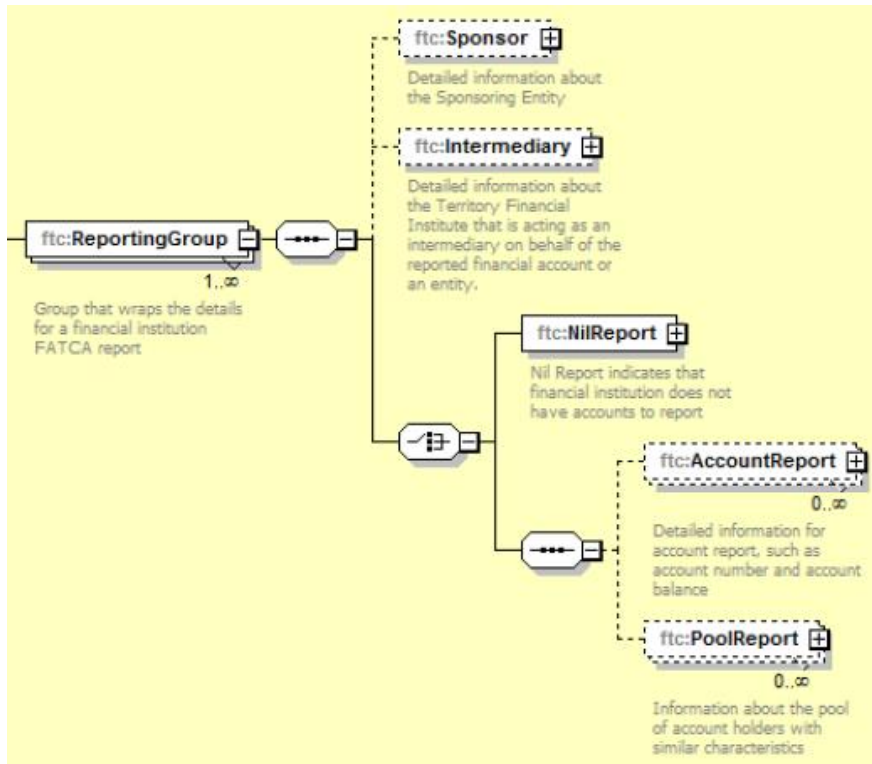 ftc:Sponsor
Detailed information about
the Sponsoring Entity
ftc:Intermediary
Detailed information about
the Territory Financial
Institute that is acting as an
intermediary on behalf of the
reported financial account or
an entity.
ftc:ReportingGroup
1..∞
Group that wraps the details
for a financial institution
FATCA report
ftc:NilReport
Nil Report indicates that
financial institution does not
have accounts to report
ftc:AccountReport
0..∞
Detailed information for
account report, such as
account number and account
balance
ftc:PoolReport
0..∞
Information about the pool
of account holders with
similar characteristics